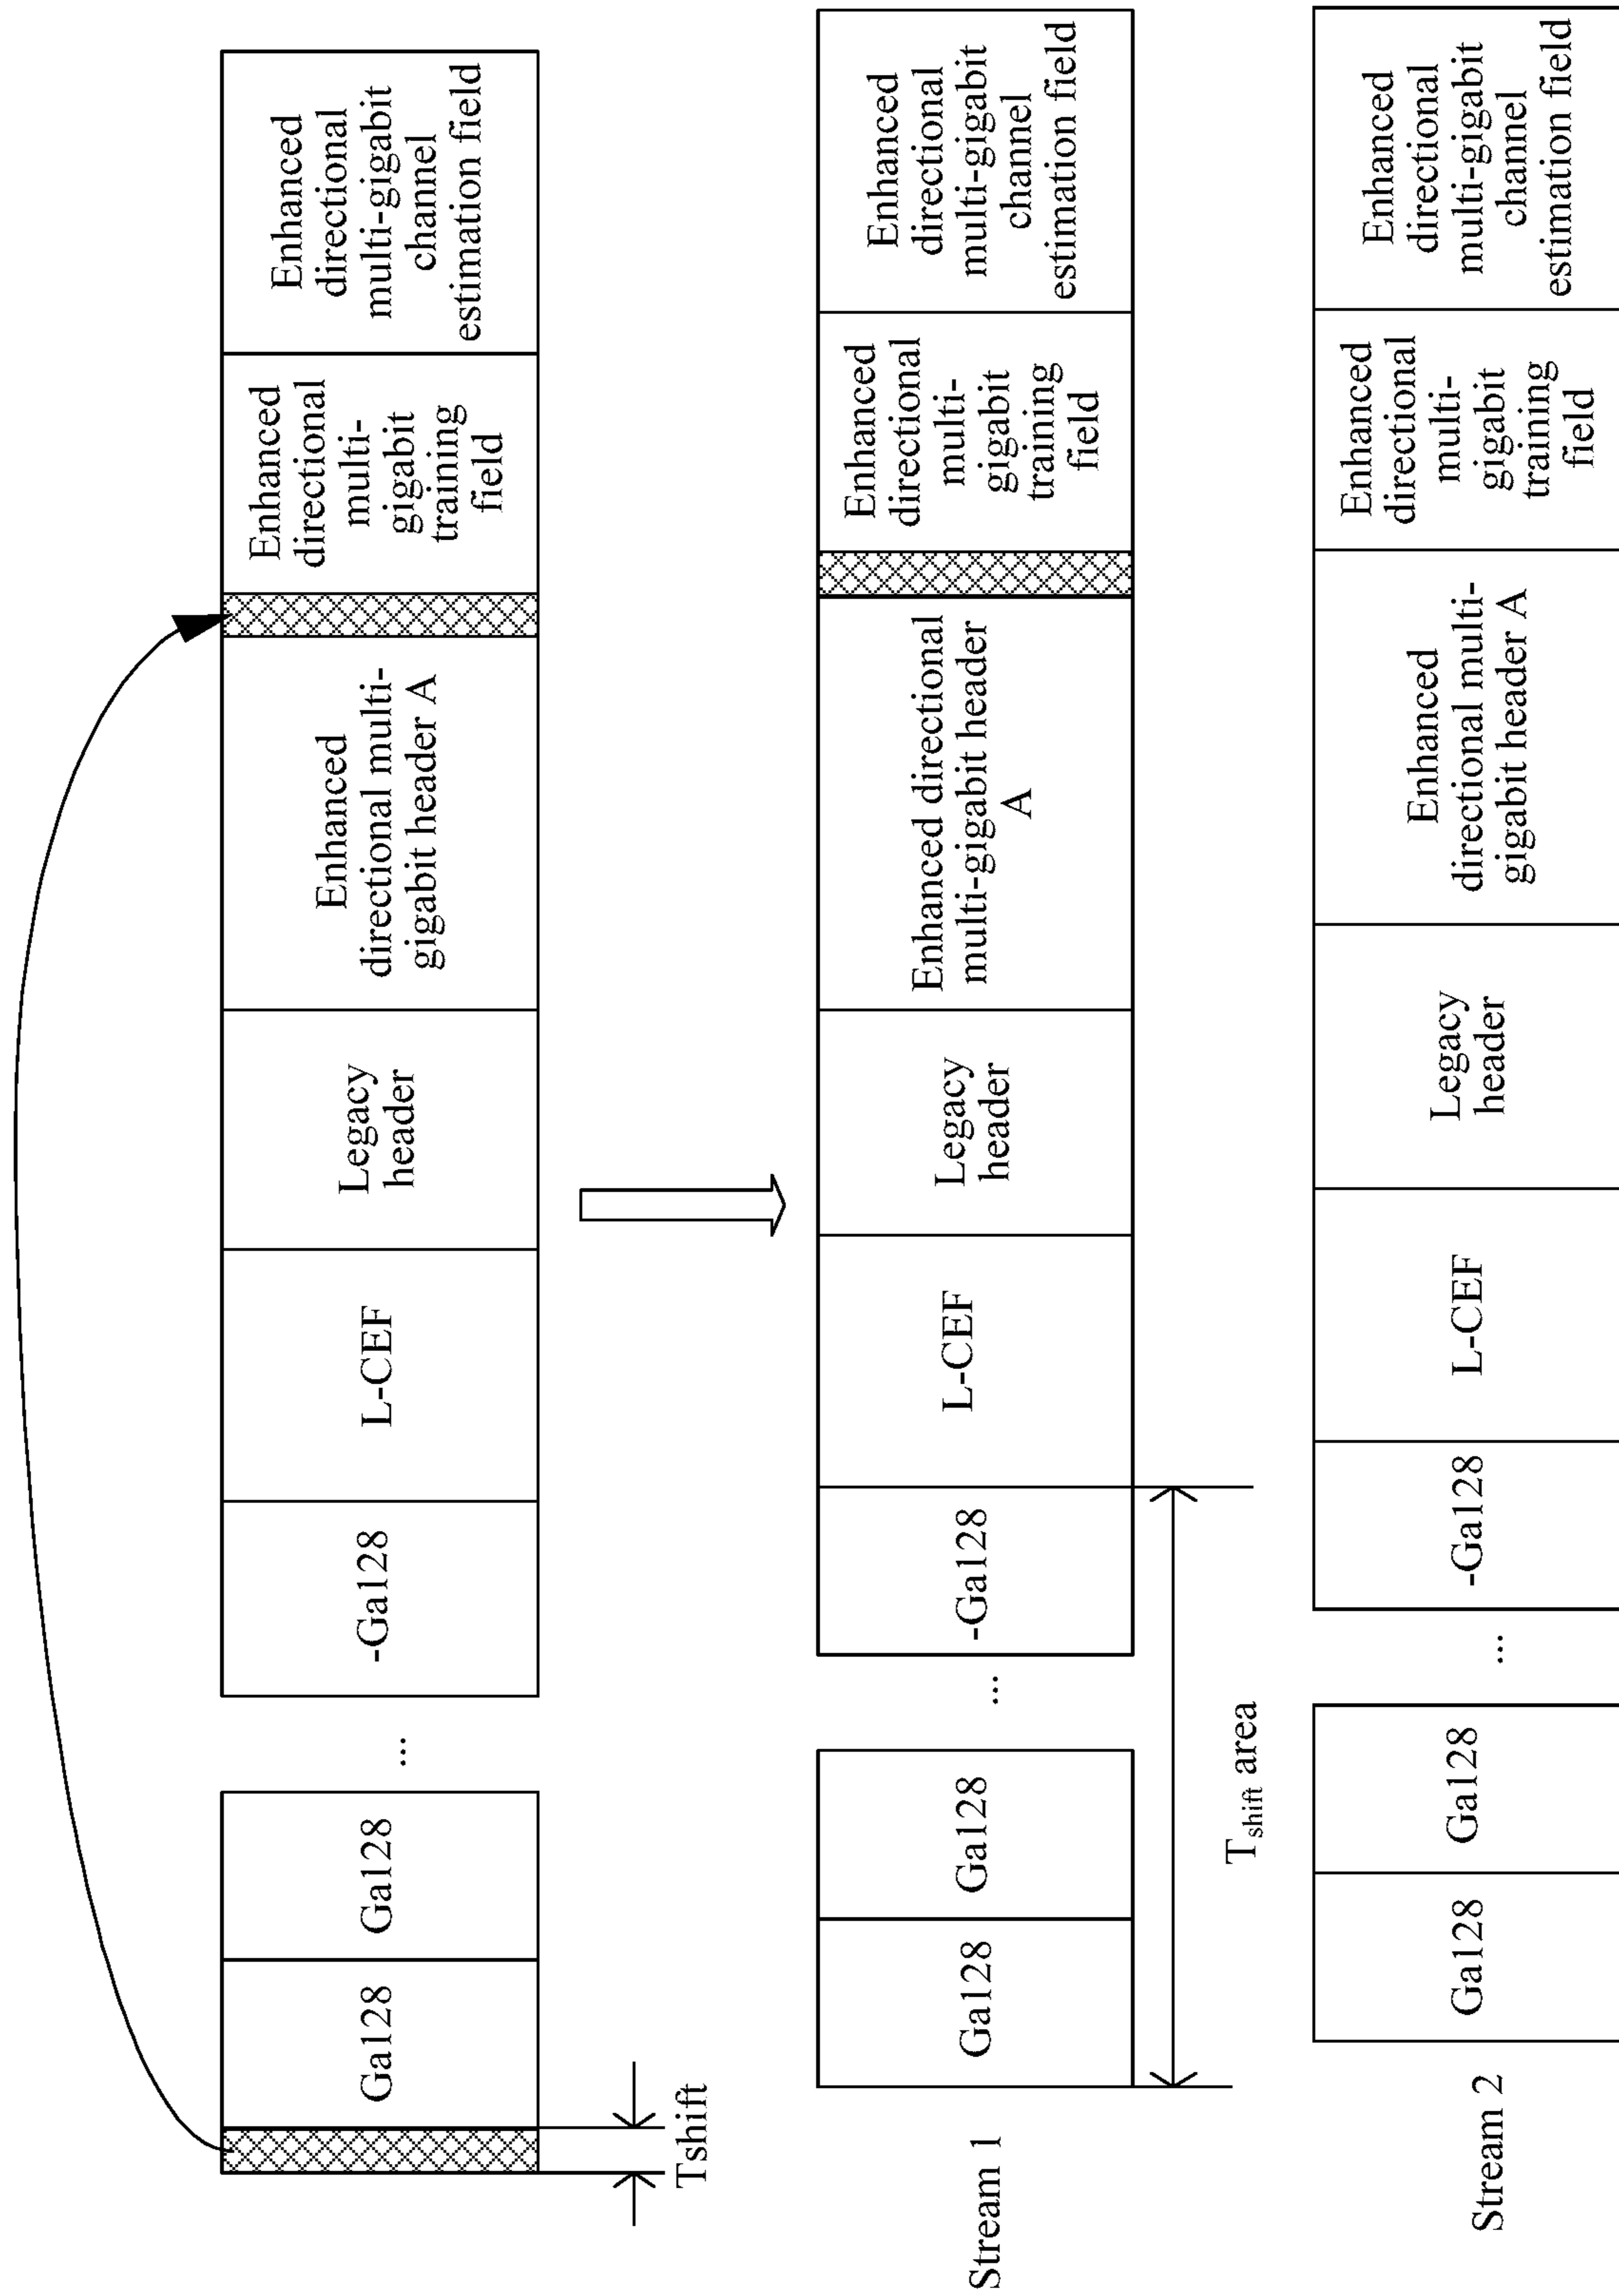 Ga128
Ga128
...
-Ga128
L-CEF
Legacy
header
Enhanced
directional multi-
gigabit header A
Enhanced
directional
multi-
gigabit
training
field
Enhanced
directional
multi-gigabit
channel
estimation field
Tshift
Stream 1
Ga128
Ga128
...
-Ga128
L-CEF
Legacy
header
Enhanced directional
multi-gigabit header
A
Enhanced
directional
multi-
gigabit
training
field
Enhanced
directional
multi-gigabit
channel
estimation field
Tshift area
Stream 2
Ga128
Ga128
...
-Ga128
L-CEF
Legacy
header
Enhanced
directional multi-
gigabit header A
Enhanced
directional
multi-
gigabit
training
field
Enhanced
directional
multi-gigabit
channel
estimation field